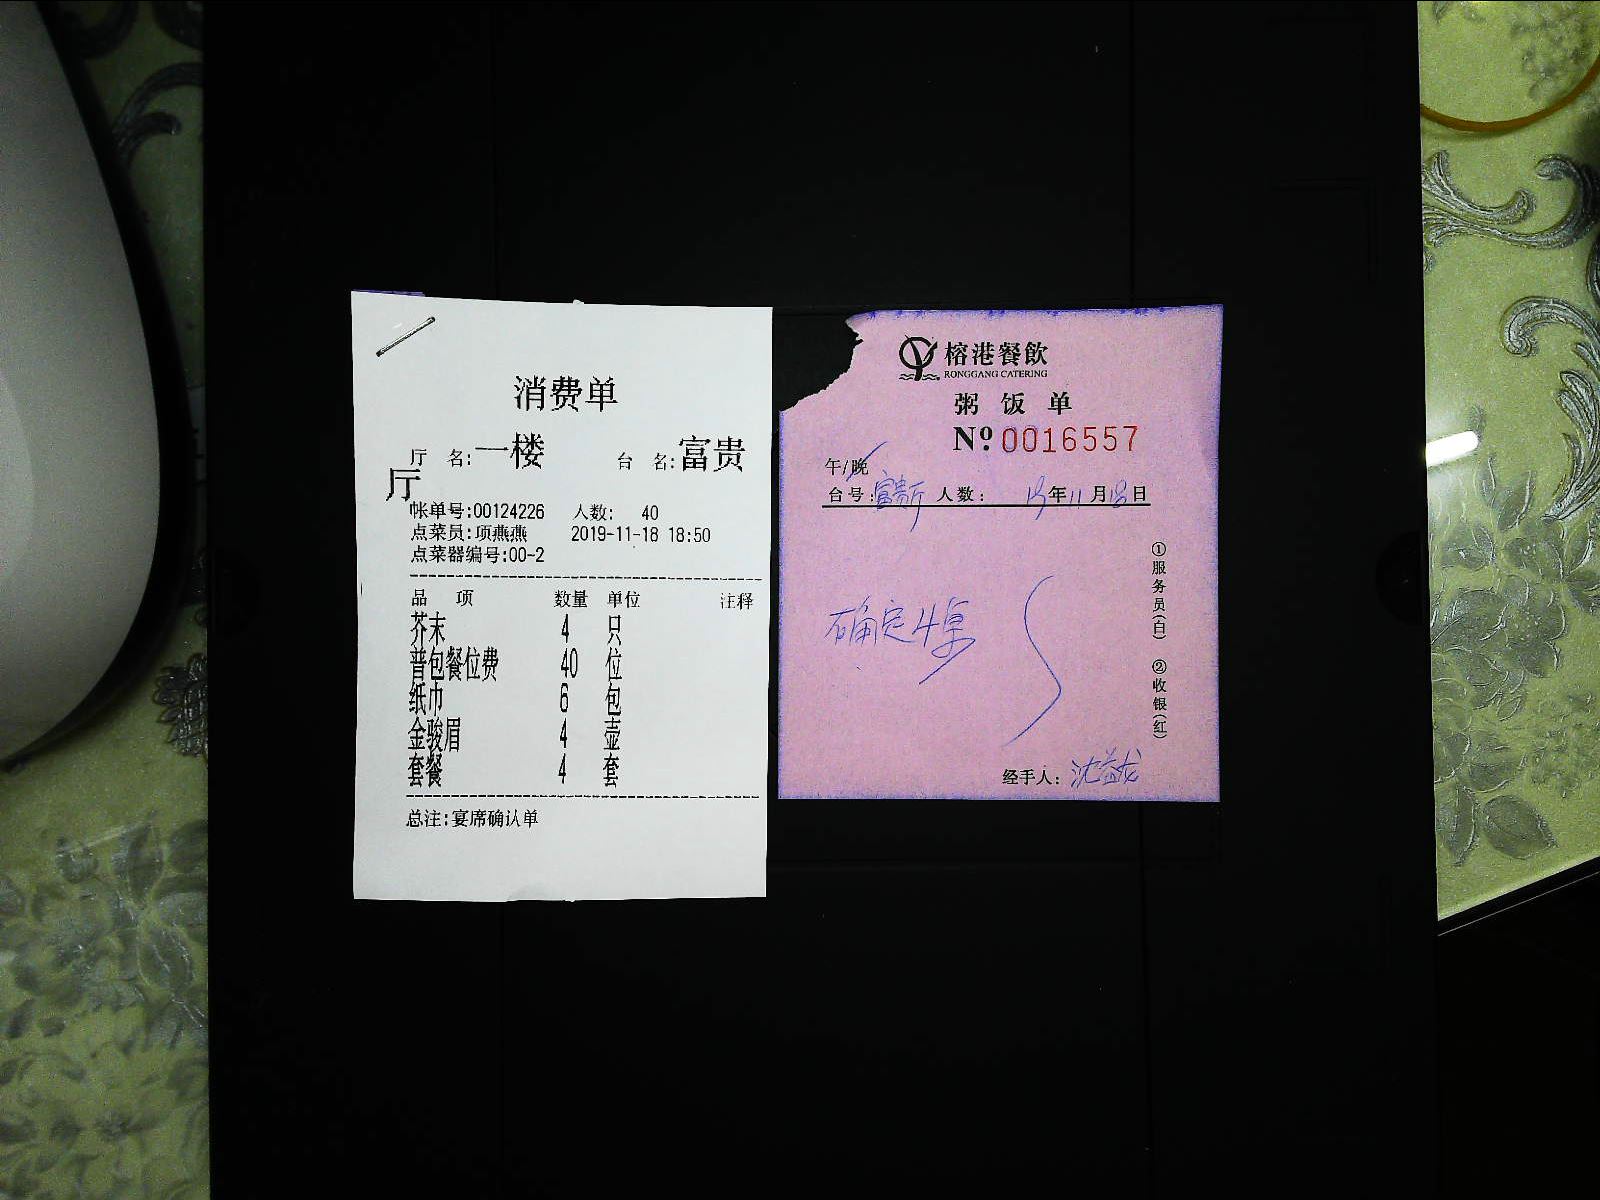 消费单
厅 名:一楼 台 名:富贵
厅
帐单号:00124226 人数: 40
点菜员:项燕燕 2019-11-18 18:50
点菜器编号:00-2
品 项 数量 单位 注释
芥末 4 只
普包餐位费 40 位
纸巾 6 包
金骏眉 4 壶
套餐 4 套
总注:宴席确认单
榕港餐飲
RONGGANG CATERING
粥 饭 单
Nº 0016557
午/晚
台号:富贵厅 人数: 19年11月18日
确定4桌
①服务员(白) ②收银(红)
经手人:沈益龙